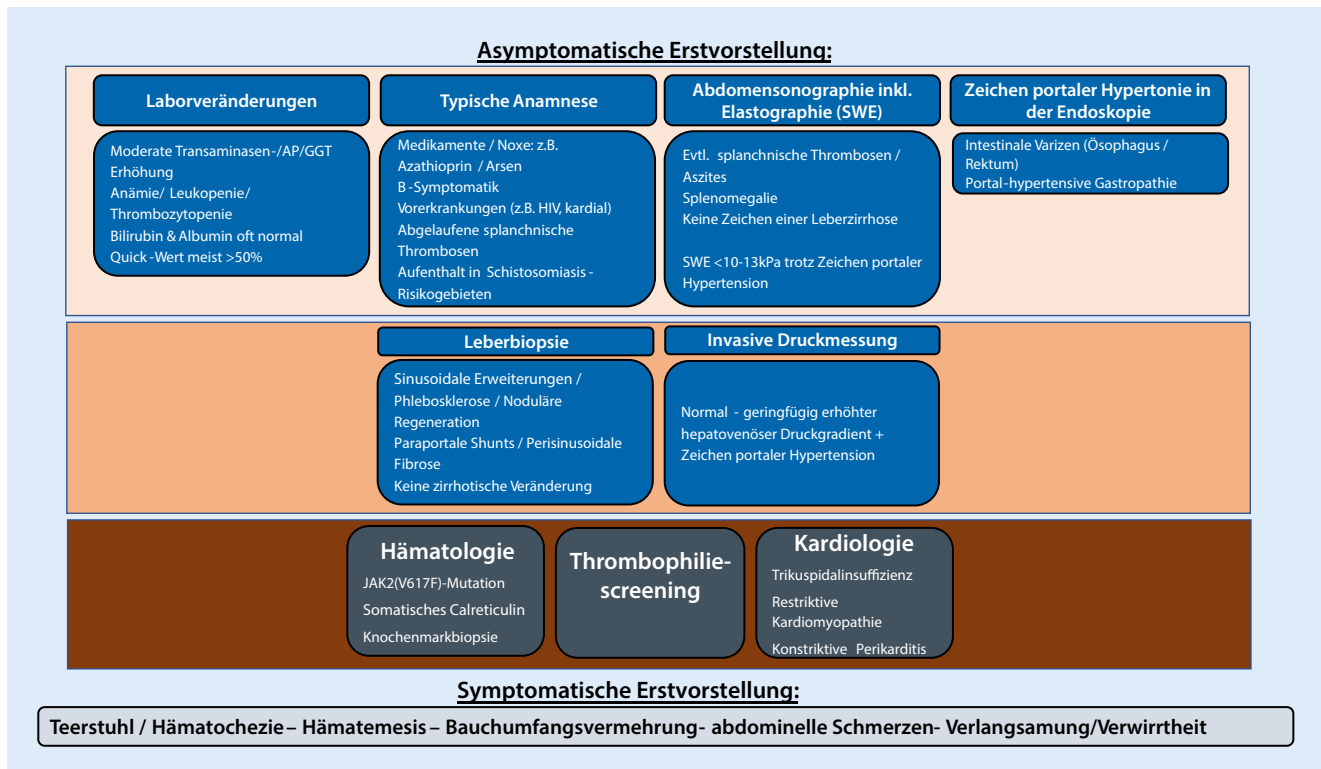 Asymptomatische Erstvorstellung:
Laborveränderungen
Moderate Transaminasen-/AP/GGT
Erhöhung
Anämie/ Leukopenie/
Thrombozytopenie
Bilirubin & Albumin oft normal
Quick-Wert meist >50%
Typische Anamnese
Medikamente / Noxe: z.B.
Azathioprin / Arsen
B-Symptomatik
Vorerkrankungen (z.B. HIV, kardial)
Abgelaufene splanchnische
Thrombosen
Aufenthalt in Schistosomiasis-
Risikogebieten
Abdomensonographie inkl.
Elastographie (SWE)
Evtl. splanchnische Thrombosen /
Aszites
Splenomegalie
Keine Zeichen einer Leberzirrhose
SWE <10-13kPa trotz Zeichen portaler
Hypertension
Zeichen portaler Hypertonie in
der Endoskopie
Intestinale Varizen (Ösophagus /
Rektum)
Portal-hypertensive Gastropathie
Leberbiopsie
Sinusoidale Erweiterungen /
Phlebosklerose / Noduläre
Regeneration
Paraportale Shunts / Perisinusoidale
Fibrose
Keine zirrhotische Veränderung
Invasive Druckmessung
Normal - geringfügig erhöhter
hepatovenöser Druckgradient +
Zeichen portaler Hypertension
Hämatologie
JAK2(V617F)-Mutation
Somatisches Calreticulin
Knochenmarkbiopsie
Thrombophilie-
screening
Kardiologie
Trikuspidalinsuffizienz
Restriktive
Kardiomyopathie
Konstriktive Perikarditis
Symptomatische Erstvorstellung:
Teerstuhl / Hämatochezie – Hämatemesis – Bauchumfangsvermehrung- abdominelle Schmerzen- Verlangsamung/Verwirrtheit